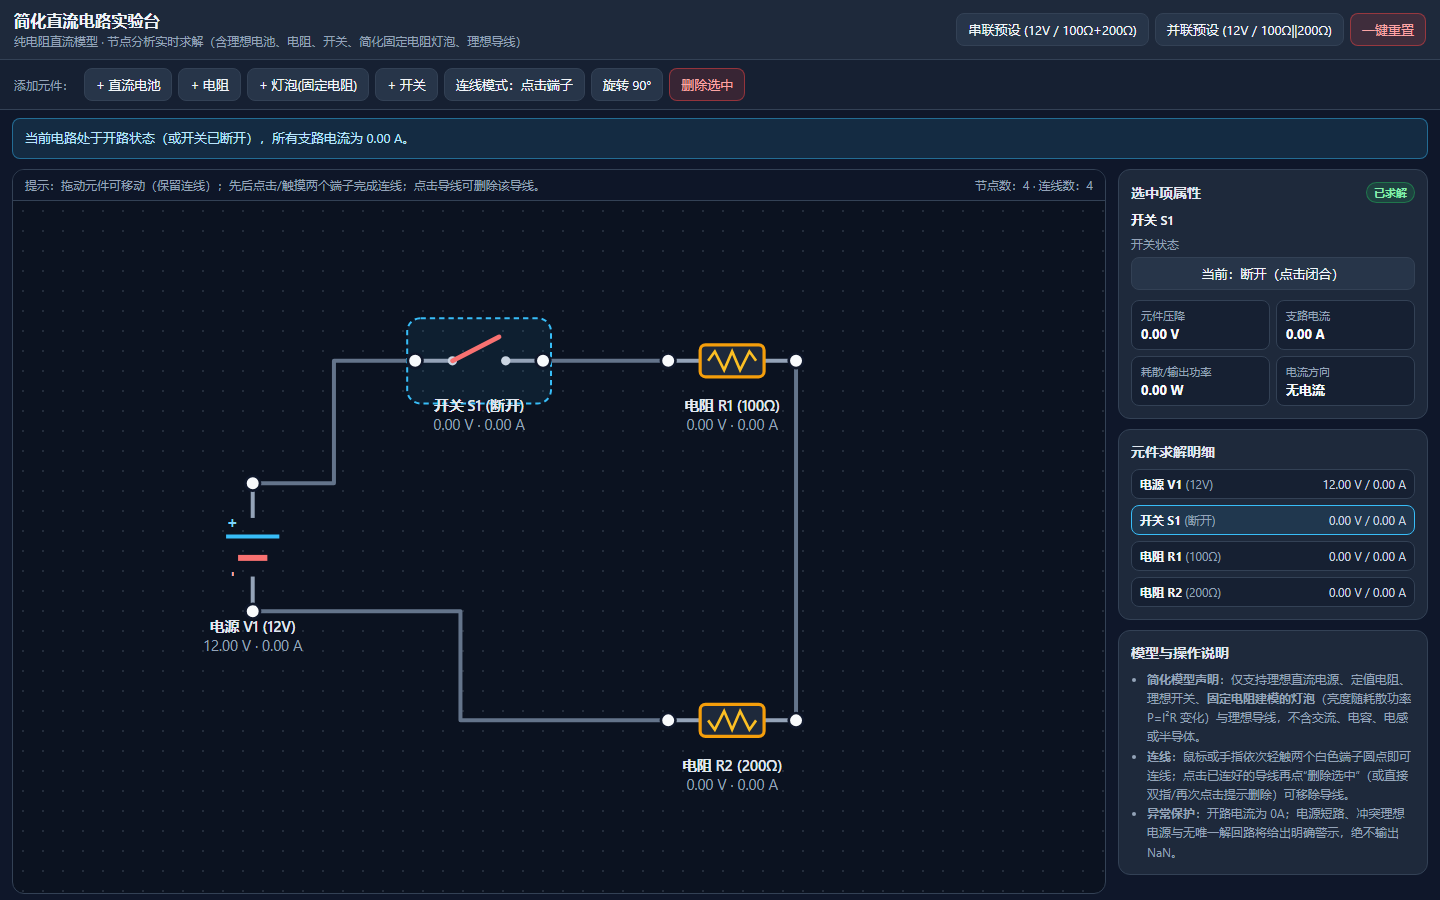 简化直流电路实验台
纯电阻直流模型 · 节点分析实时求解（含理想电池、电阻、开关、简化固定电阻灯泡、理想导线）
串联预设 (12V / 100Ω+200Ω)
并联预设 (12V / 100Ω||200Ω)
一键重置
添加元件：
+ 直流电池
+ 电阻
+ 灯泡(固定电阻)
+ 开关
连线模式：点击端子
旋转 90°
删除选中
当前电路处于开路状态（或开关已断开），所有支路电流为 0.00 A。
提示：拖动元件可移动（保留连线）；先后点击/触摸两个端子完成连线；点击导线可删除该导线。
节点数：4 · 连线数：4
开关 S1 (断开)
0.00 V · 0.00 A
电阻 R1 (100Ω)
0.00 V · 0.00 A
+
-
电源 V1 (12V)
12.00 V · 0.00 A
电阻 R2 (200Ω)
0.00 V · 0.00 A
选中项属性
已求解
开关 S1
开关状态
当前：断开（点击闭合）
元件压降
0.00 V
支路电流
0.00 A
耗散/输出功率
0.00 W
电流方向
无电流
元件求解明细
电源 V1 (12V) 12.00 V / 0.00 A
开关 S1 (断开) 0.00 V / 0.00 A
电阻 R1 (100Ω) 0.00 V / 0.00 A
电阻 R2 (200Ω) 0.00 V / 0.00 A
模型与操作说明
• 简化模型声明：仅支持理想直流电源、定值电阻、
理想开关、固定电阻建模的灯泡（亮度随耗散功率
P=I²R 变化）与理想导线，不含交流、电容、电感
或半导体。
• 连线：鼠标或手指依次轻触两个白色端子圆点即可
连线；点击已连好的导线再点"删除选中"（或直接
双指/再次点击提示删除）可移除导线。
• 异常保护：开路电流为 0A；电源短路、冲突理想
电源与无唯一解回路将给出明确警示，绝不输出
NaN。